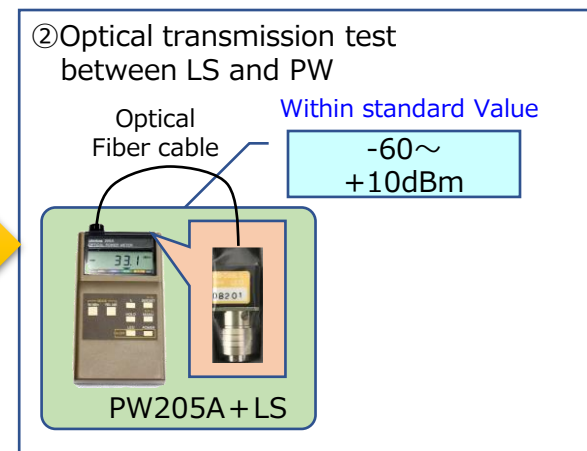 ②Optical transmission test
between LS and PW
Optical
Fiber cable
Within standard Value
-60～
+10dBm
33.1
08201
PW205A＋LS